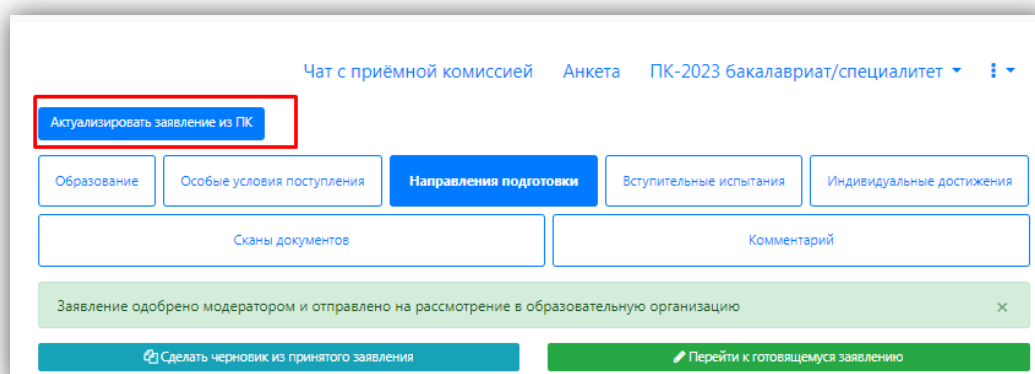 Чат с приёмной комиссией Анкета ПК-2023 бакалавриат/специалитет
Актуализировать заявление из ПК
Образование Особые условия поступления Направления подготовки Вступительные испытания Индивидуальные достижения
Сканы документов Комментарий
Заявление одобрено модератором и отправлено на рассмотрение в образовательную организацию ×
Сделать черновик из принятого заявления Перейти к готовящемуся заявлению